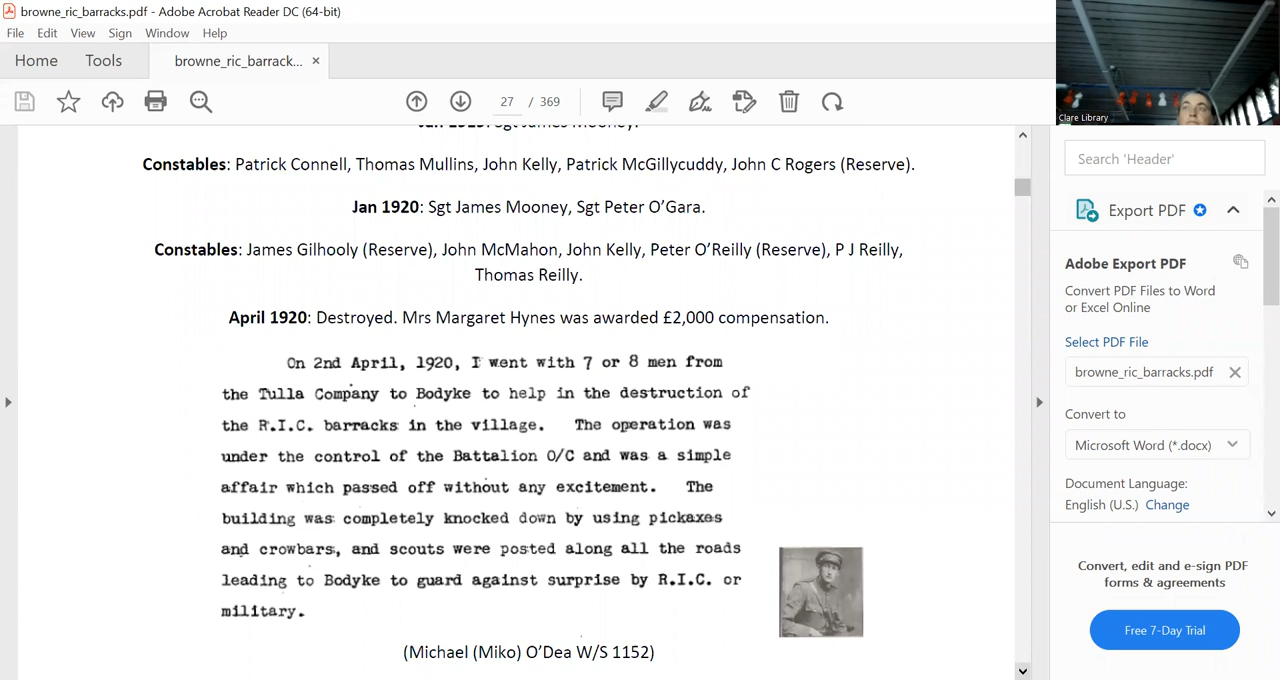 browne_ric_barracks.pdf - Adobe Acrobat Reader DC (64-bit)
File Edit View Sign Window Help
Home Tools browne_ric_barrack... ×
27 / 369
Clare Library
Jan 1919: Sgt James Mooney.
Constables: Patrick Connell, Thomas Mullins, John Kelly, Patrick McGillycuddy, John C Rogers (Reserve).
Jan 1920: Sgt James Mooney, Sgt Peter O'Gara.
Constables: James Gilhooly (Reserve), John McMahon, John Kelly, Peter O'Reilly (Reserve), P J Reilly,
Thomas Reilly.
April 1920: Destroyed. Mrs Margaret Hynes was awarded £2,000 compensation.
On 2nd April, 1920, I went with 7 or 8 men from
the Tulla Company to Bodyke to help in the destruction of
the R.I.C. barracks in the village. The operation was
under the control of the Battalion O/C and was a simple
affair which passed off without any excitement. The
building was completely knocked down by using pickaxes
and crowbars, and scouts were posted along all the roads
leading to Bodyke to guard against surprise by R.I.C. or
military.
(Michael (Miko) O'Dea W/S 1152)
Search 'Header'
Export PDF
Adobe Export PDF
Convert PDF Files to Word
or Excel Online
Select PDF File
browne_ric_barracks.pdf
Convert to
Microsoft Word (*.docx)
Document Language:
English (U.S.) Change
Convert, edit and e-sign PDF
forms & agreements
Free 7-Day Trial